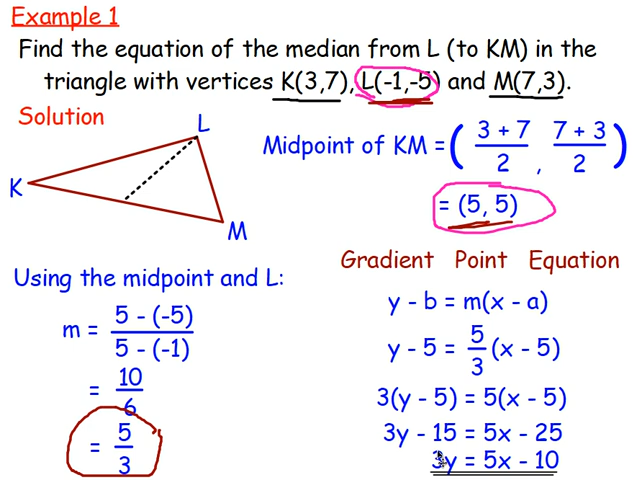 Example 1
Find the equation of the median from L (to KM) in the
triangle with vertices K(3,7), L(-1,-5) and M(7,3).
Solution
L
K
M
Midpoint of KM = ( 3 + 7 / 2 , 7 + 3 / 2 )
= (5, 5)
Using the midpoint and L:
m = 5 – (-5) / 5 – (-1)
= 10 / 6
= 5 / 3
Gradient Point Equation
y – b = m(x – a)
y – 5 = 5/3 (x – 5)
3(y – 5) = 5(x – 5)
3y – 15 = 5x – 25
3y = 5x – 10